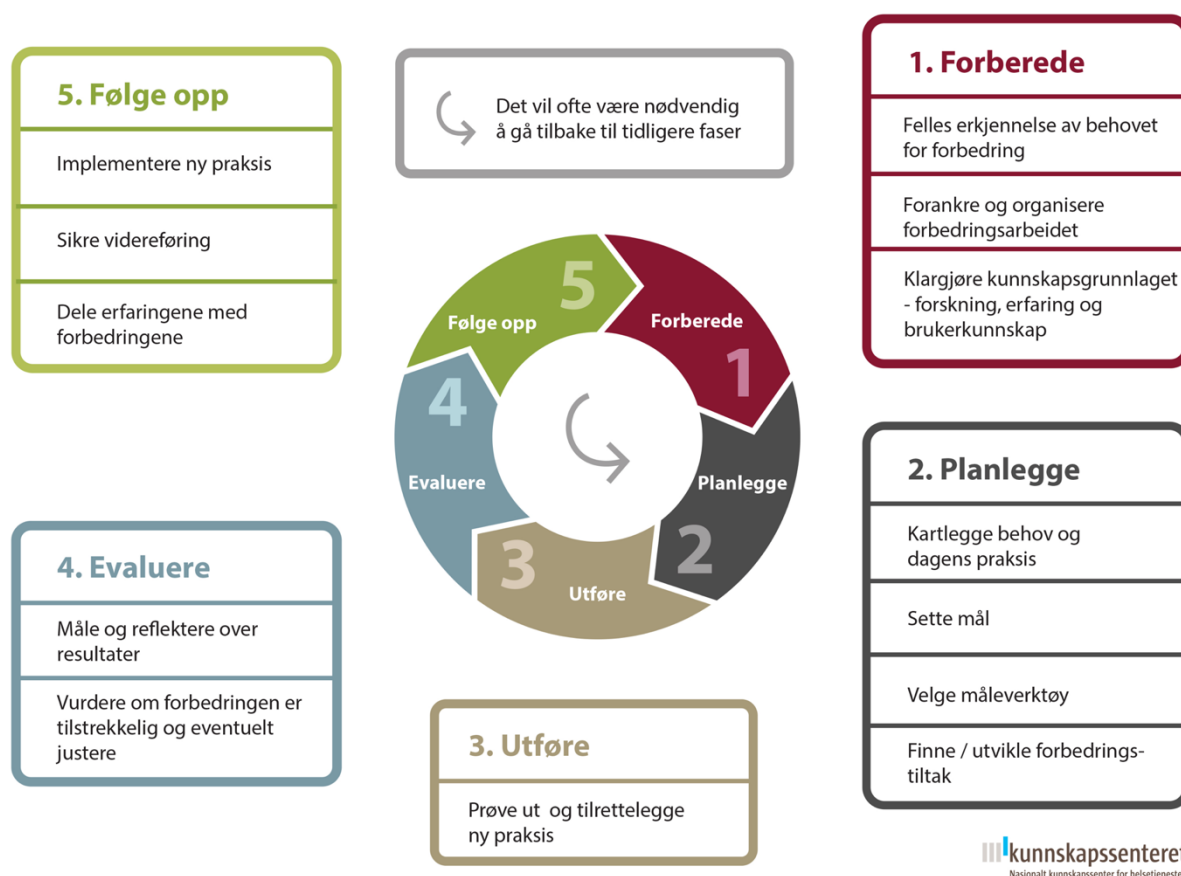 5. Følge opp
Implementere ny praksis
Sikre videreføring
Dele erfaringene med
forbedringene
Det vil ofte være nødvendig
å gå tilbake til tidligere faser
1. Forberede
Felles erkjennelse av behovet
for forbedring
Forankre og organisere
forbedringsarbeidet
Klargjøre kunnskapsgrunnlaget
- forskning, erfaring og
brukerkunnskap
5
Følge opp
Forberede
1
4
Evaluere
Planlegge
2
3
Utføre
2. Planlegge
Kartlegge behov og
dagens praksis
Sette mål
Velge måleverktøy
Finne / utvikle forbedrings-
tiltak
4. Evaluere
Måle og reflektere over
resultater
Vurdere om forbedringen er
tilstrekkelig og eventuelt
justere
3. Utføre
Prøve ut og tilrettelegge
ny praksis
kunnskapssenteret
Nasjonalt kunnskapssenter for helsetjeneste